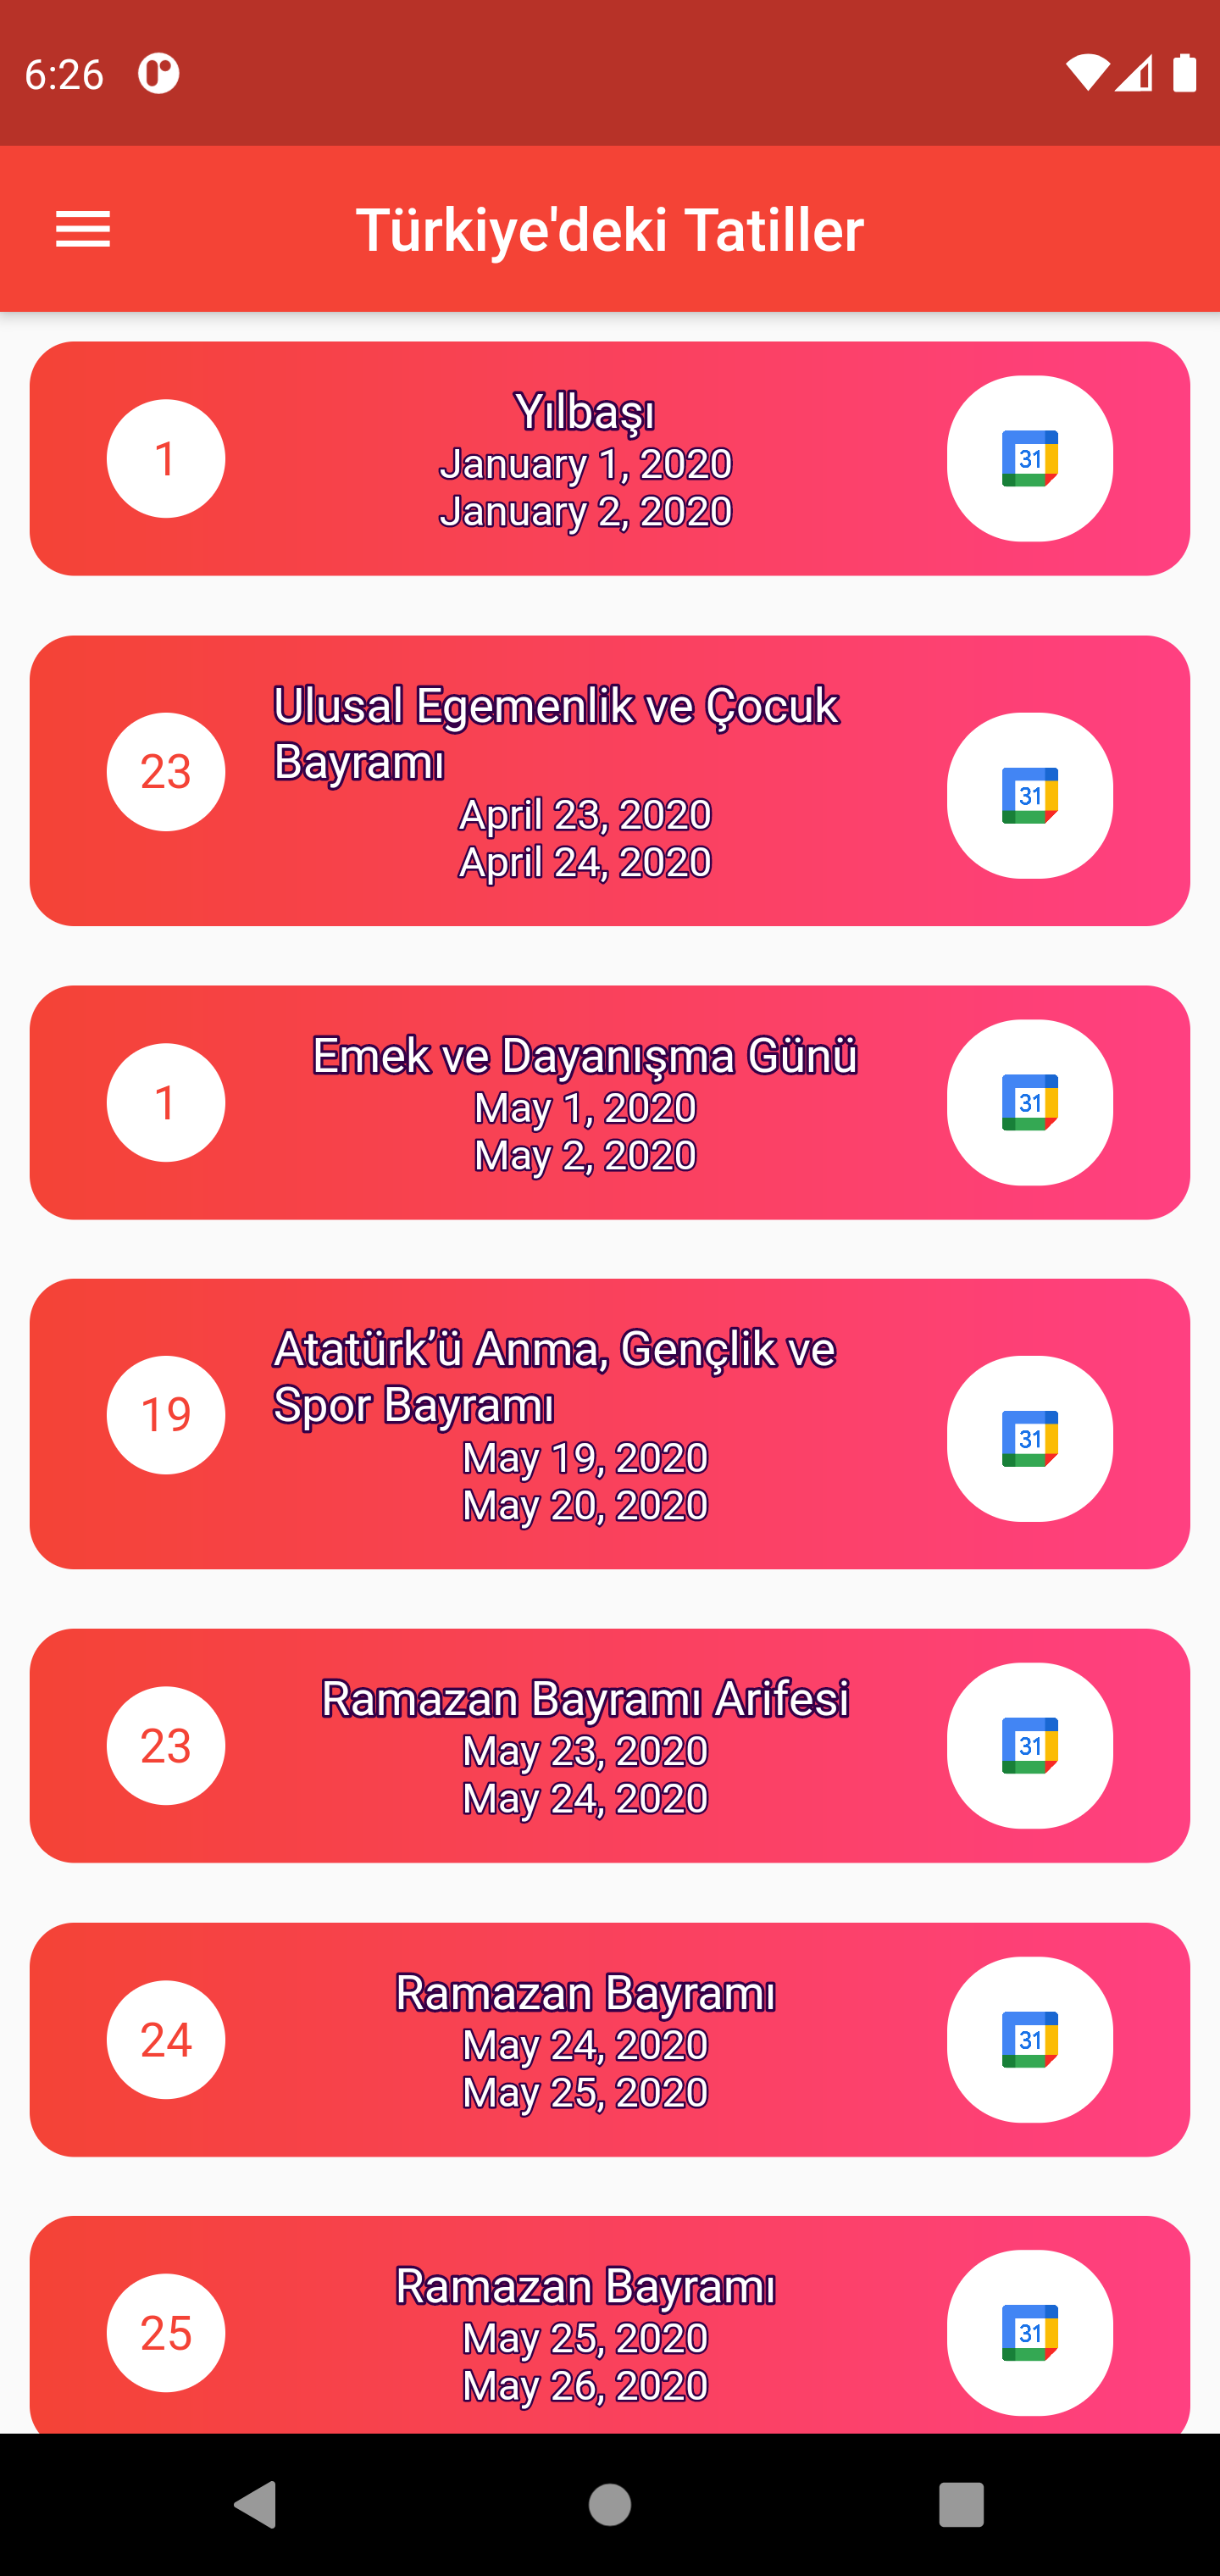 6:26
Türkiye'deki Tatiller
1
Yılbaşı
January 1, 2020
January 2, 2020
31
23
Ulusal Egemenlik ve Çocuk
Bayramı
April 23, 2020
April 24, 2020
31
1
Emek ve Dayanışma Günü
May 1, 2020
May 2, 2020
31
19
Atatürk’ü Anma, Gençlik ve
Spor Bayramı
May 19, 2020
May 20, 2020
31
23
Ramazan Bayramı Arifesi
May 23, 2020
May 24, 2020
31
24
Ramazan Bayramı
May 24, 2020
May 25, 2020
31
25
Ramazan Bayramı
May 25, 2020
May 26, 2020
31